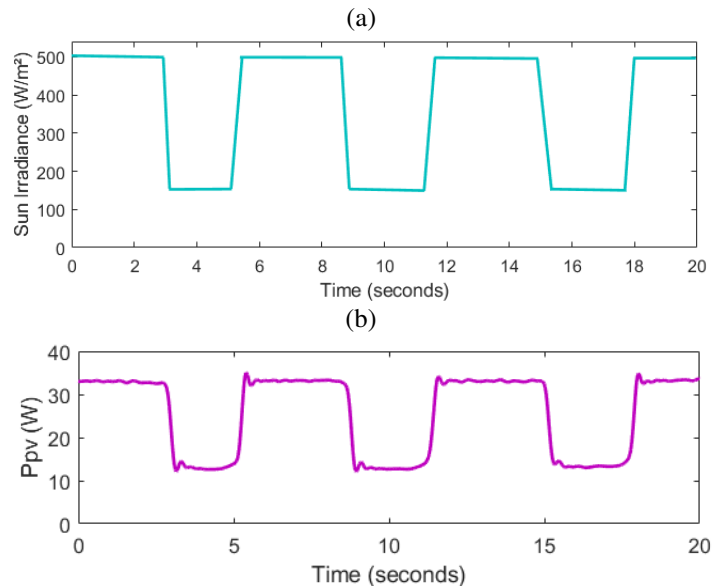 (a)
500
400
300
200
100
0
Sun Irradiance (W/m²)
0 2 4 6 8 10 12 14 16 18 20
Time (seconds)
(b)
40
30
20
10
0
Ppv (W)
0 5 10 15 20
Time (seconds)